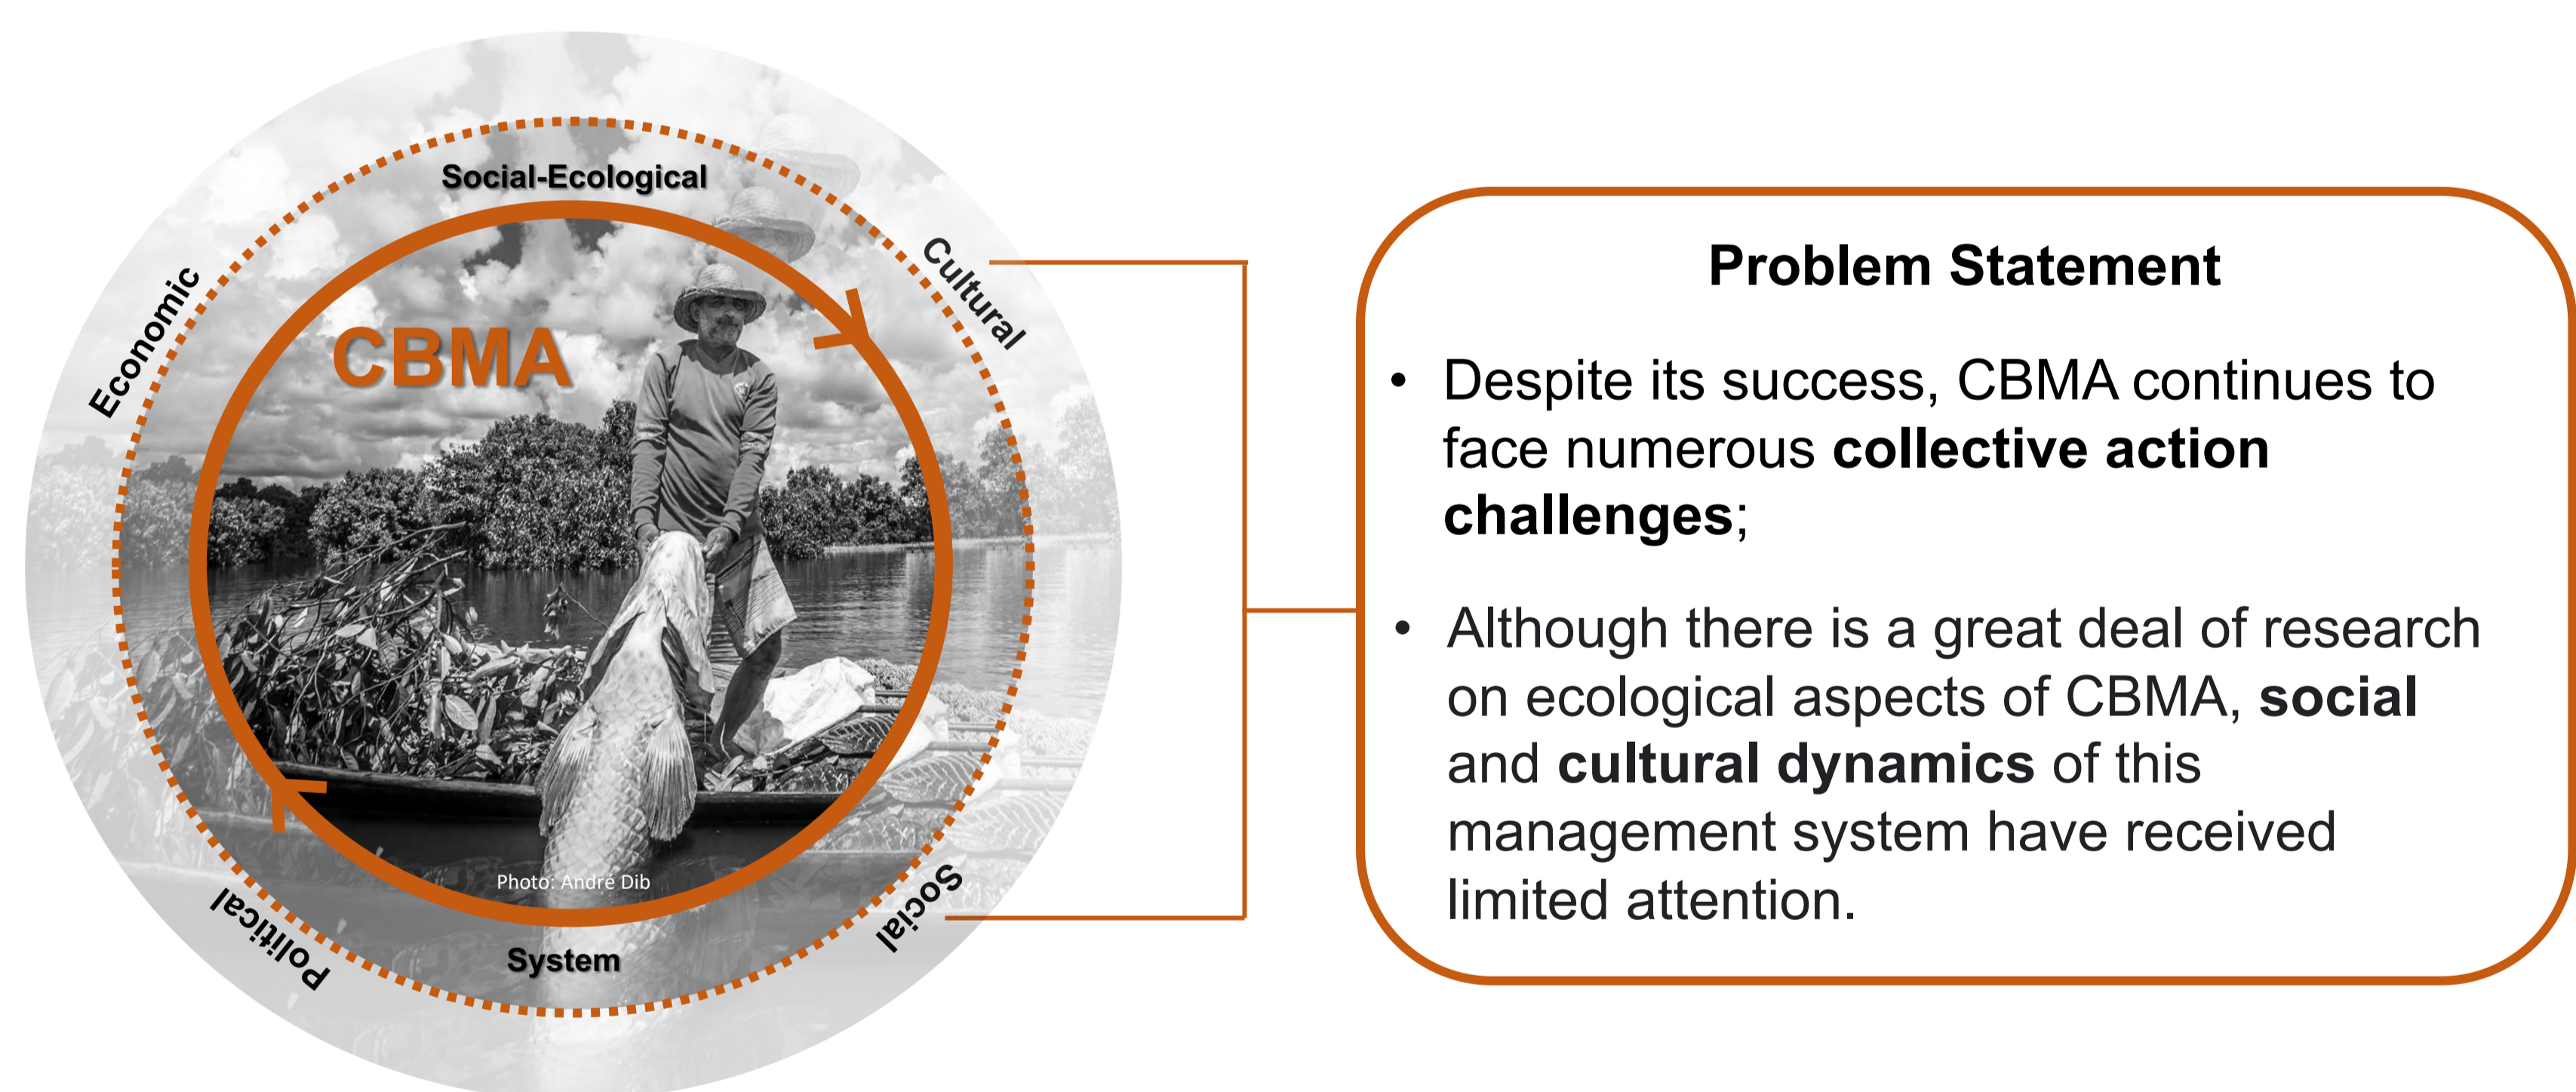 Social-Ecological
Cultural
Economic
CBMA
Photo: André Dib
Social
Political
System
Problem Statement
• Despite its success, CBMA continues to
face numerous collective action
challenges;
• Although there is a great deal of research
on ecological aspects of CBMA, social
and cultural dynamics of this
management system have received
limited attention.